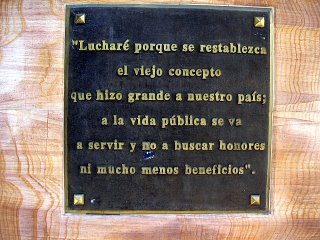 "Lucharé porque se restablezca
el viejo concepto
que hizo grande a nuestro país;
a la vida pública se va
a servir y no a buscar honores
ni mucho menos beneficios".